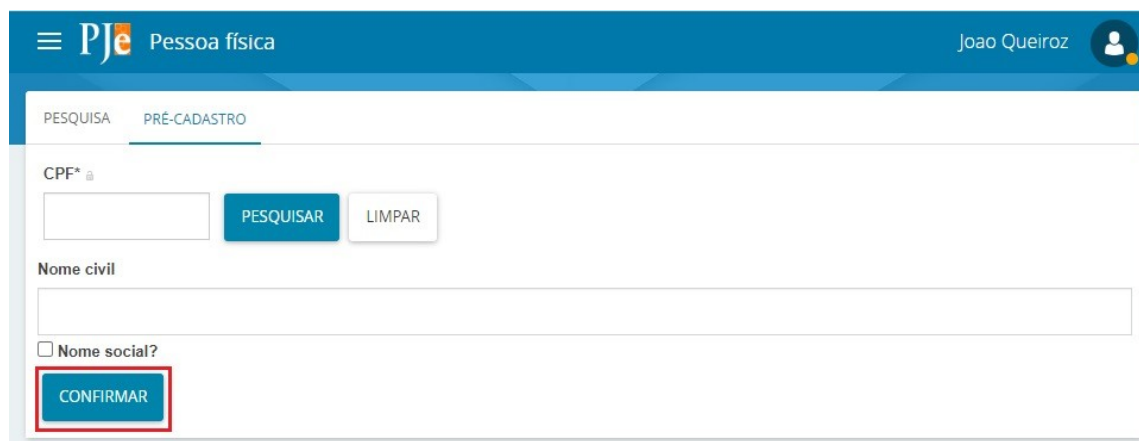 PJe Pessoa física Joao Queiroz
PESQUISA PRÉ-CADASTRO
CPF*
PESQUISAR LIMPAR
Nome civil
Nome social?
CONFIRMAR